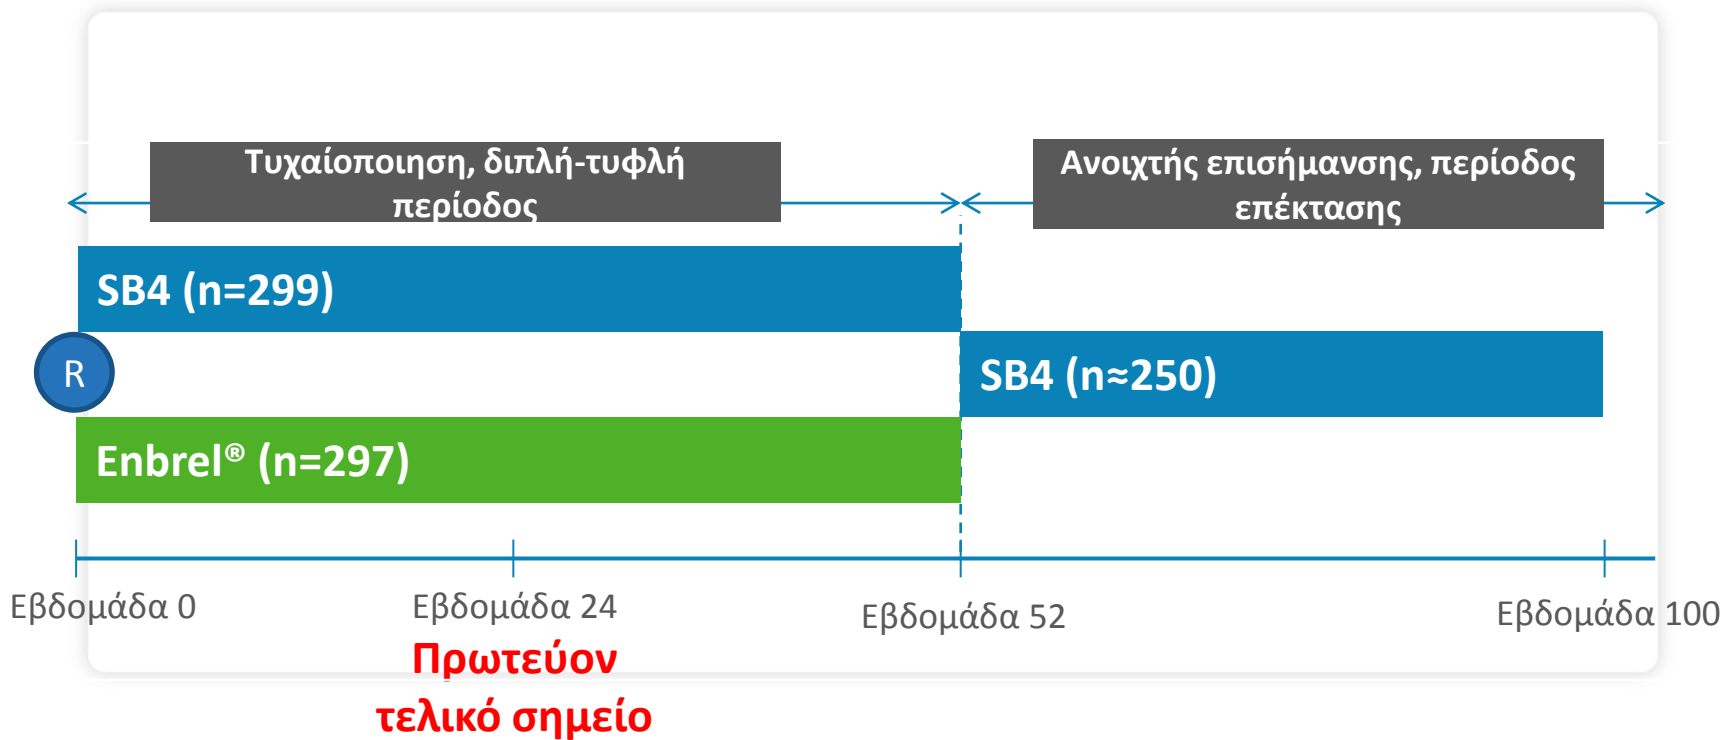 Τυχαίοποιηση, διπλή-τυφλή
περίοδος
Ανοιχτής επισήμανσης, περίοδος
επέκτασης
SB4 (n=299)
R
SB4 (n≈250)
Enbrel® (n=297)
Εβδομάδα 0
Εβδομάδα 24
Εβδομάδα 52
Εβδομάδα 100
Πρωτεύον
τελικό σημείο